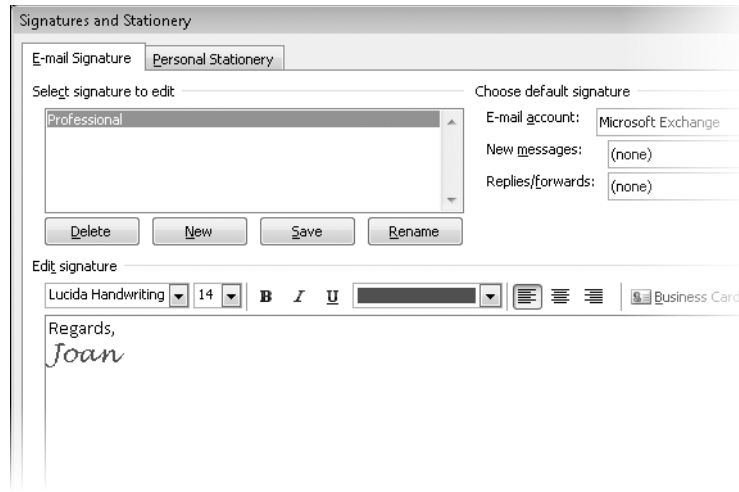 Signatures and Stationery
E-mail Signature Personal Stationery
Select signature to edit
Professional
Delete New Save Rename
Choose default signature
E-mail account: Microsoft Exchange
New messages: (none)
Replies/forwards: (none)
Edit signature
Lucida Handwriting 14 B I U Business Card
Regards,
Joan